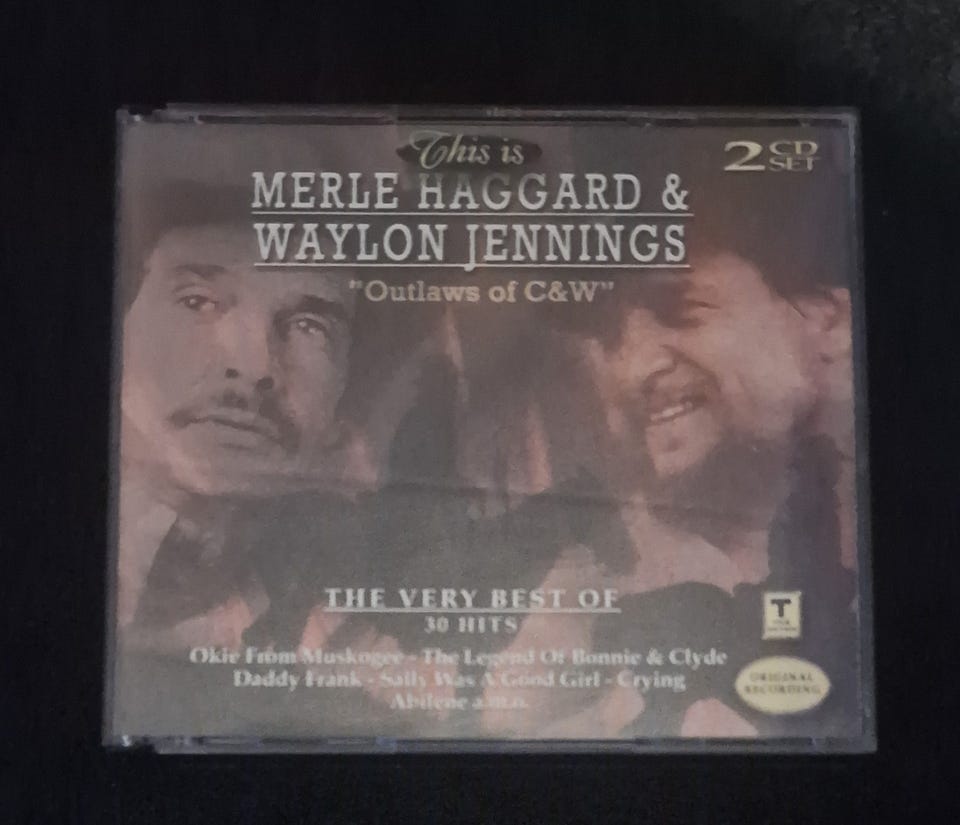 This is
2 CD
SET
MERLE HAGGARD &
WAYLON JENNINGS
"Outlaws of C&W"
THE VERY BEST OF
30 HITS
Okie From Muskogee - The Legend Of Bonnie & Clyde
Daddy Frank - Sally Was A Good Girl - Crying
Abilene a.m.o.
T
ORIGINAL
RECORDING